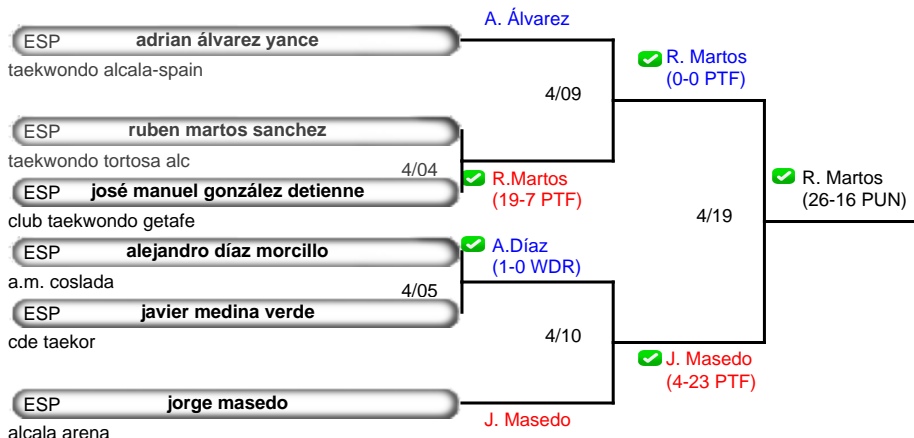 A. Álvarez
ESP adrian álvarez yance
taekwondo alcala-spain
R. Martos
(0-0 PTF)
4/09
ESP ruben martos sanchez
taekwondo tortosa alc
4/04
R.Martos
(19-7 PTF)
R. Martos
(26-16 PUN)
ESP josé manuel gonzález detienne
club taekwondo getafe
4/19
ESP alejandro díaz morcillo
A.Díaz
(1-0 WDR)
a.m. coslada
4/05
ESP javier medina verde
cde taekor
4/10
J. Masedo
(4-23 PTF)
ESP jorge masedo
J. Masedo
alcala arena